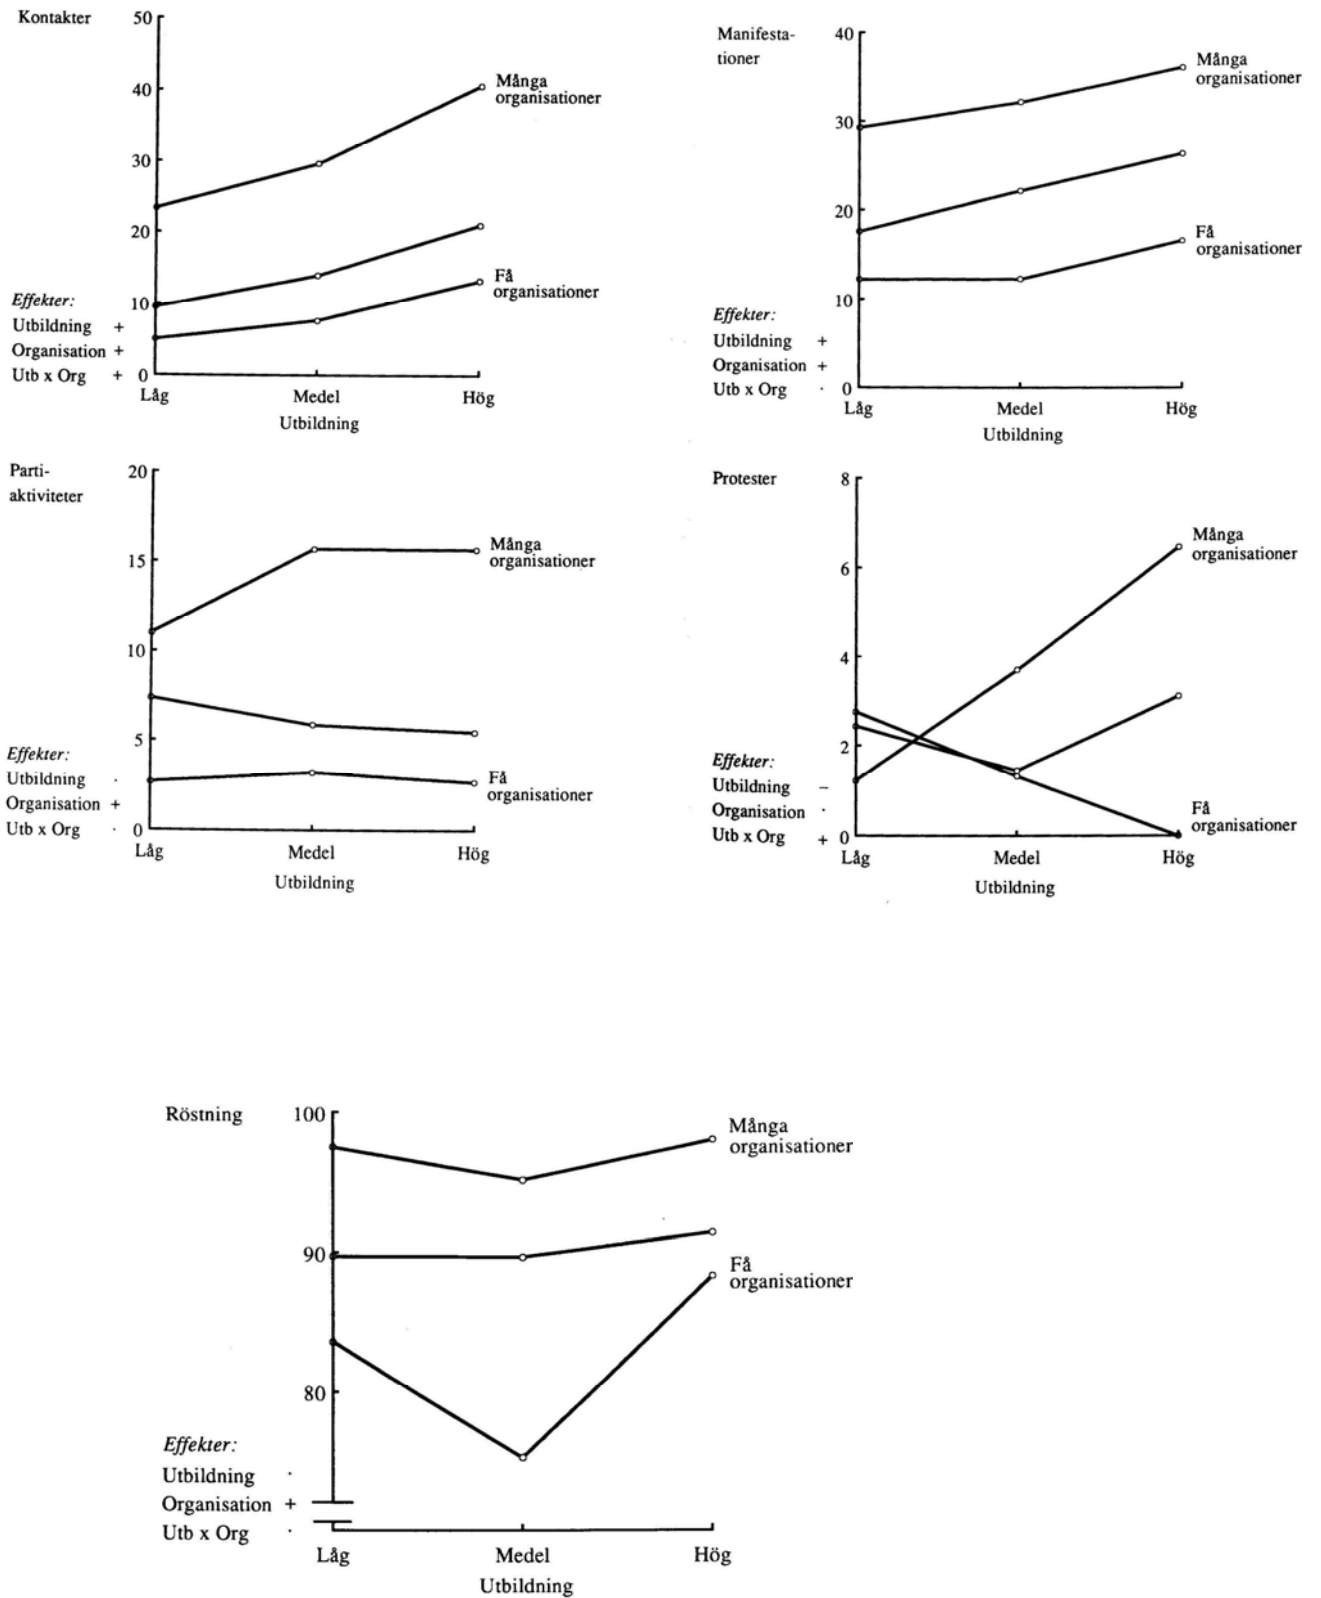 Kontakter
50
40
30
20
10
0
Många
organisationer
Få
organisationer
Effekter:
Utbildning +
Organisation +
Utb x Org +
Låg Medel Hög
Utbildning
Manifesta-
tioner
40
30
20
10
0
Många
organisationer
Få
organisationer
Effekter:
Utbildning +
Organisation +
Utb x Org ·
Låg Medel Hög
Utbildning
Parti-
aktiviteter
20
15
10
5
0
Många
organisationer
Få
organisationer
Effekter:
Utbildning ·
Organisation +
Utb x Org ·
Låg Medel Hög
Utbildning
Protester
8
6
4
2
0
Många
organisationer
Få
organisationer
Effekter:
Utbildning –
Organisation ·
Utb x Org +
Låg Medel Hög
Utbildning
Röstning
100
90
80
Många
organisationer
Få
organisationer
Effekter:
Utbildning ·
Organisation +
Utb x Org ·
Låg Medel Hög
Utbildning